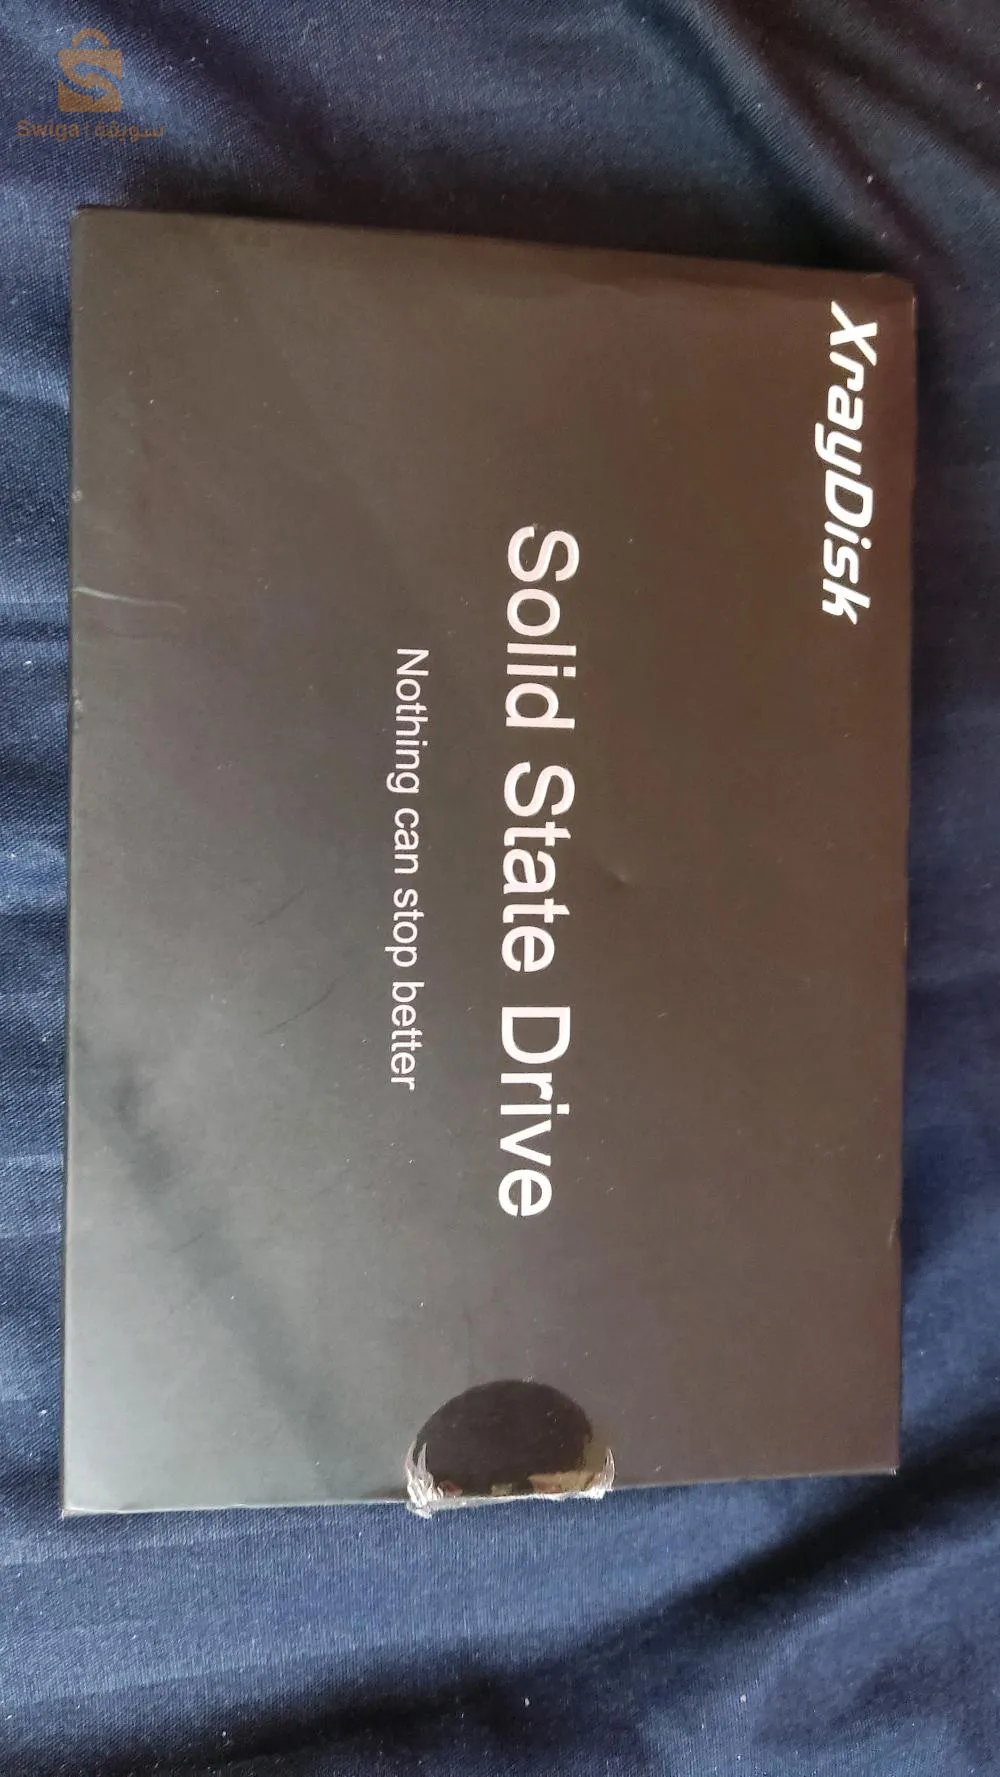 Swiga | سويقة
XrayDisk
Solid State Drive
Nothing can stop better